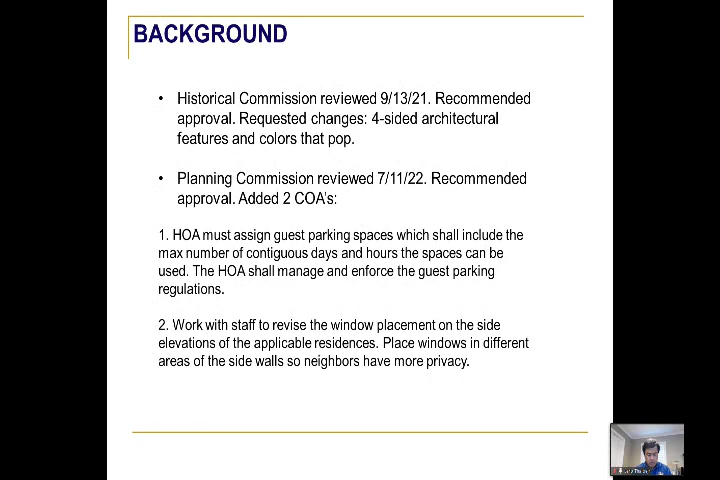 BACKGROUND
• Historical Commission reviewed 9/13/21. Recommended
approval. Requested changes: 4-sided architectural
features and colors that pop.
• Planning Commission reviewed 7/11/22. Recommended
approval. Added 2 COA's:
1. HOA must assign guest parking spaces which shall include the
max number of contiguous days and hours the spaces can be
used. The HOA shall manage and enforce the guest parking
regulations.
2. Work with staff to revise the window placement on the side
elevations of the applicable residences. Place windows in different
areas of the side walls so neighbors have more privacy.